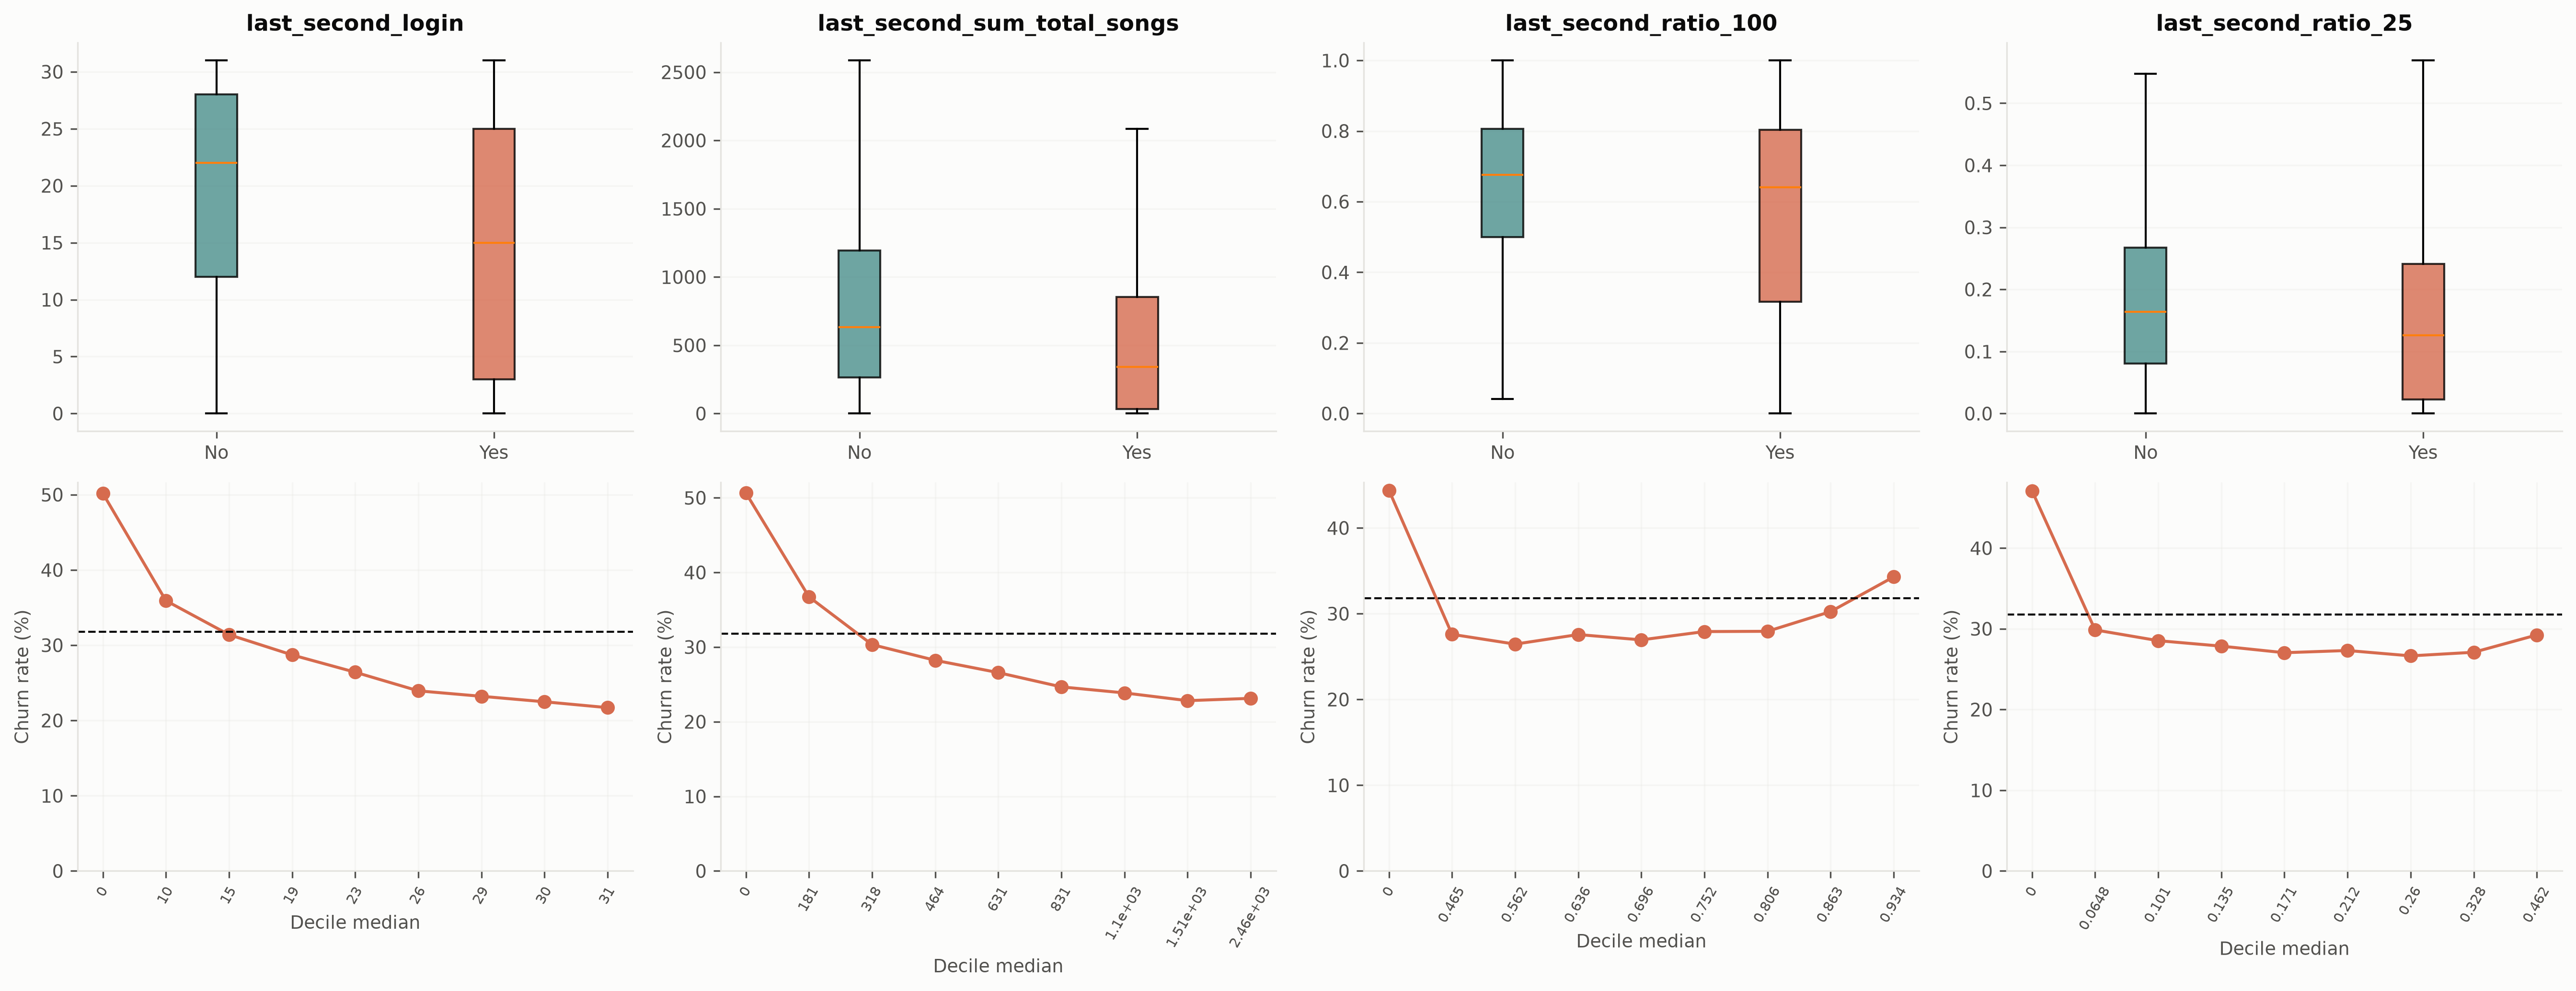 last_second_login
30
25
20
15
10
5
0
No Yes
last_second_sum_total_songs
2500
2000
1500
1000
500
0
No Yes
last_second_ratio_100
1.0
0.8
0.6
0.4
0.2
0.0
No Yes
last_second_ratio_25
0.5
0.4
0.3
0.2
0.1
0.0
No Yes
Churn rate (%)
50
40
30
20
10
0
0 10 15 19 23 26 29 30 31
Decile median
Churn rate (%)
50
40
30
20
10
0
0 181 318 464 631 831 1.1e+03 1.51e+03 2.46e+03
Decile median
Churn rate (%)
40
30
20
10
0
0 0.465 0.562 0.636 0.696 0.752 0.806 0.863 0.934
Decile median
Churn rate (%)
40
30
20
10
0
0 0.0648 0.101 0.135 0.171 0.212 0.26 0.328 0.462
Decile median